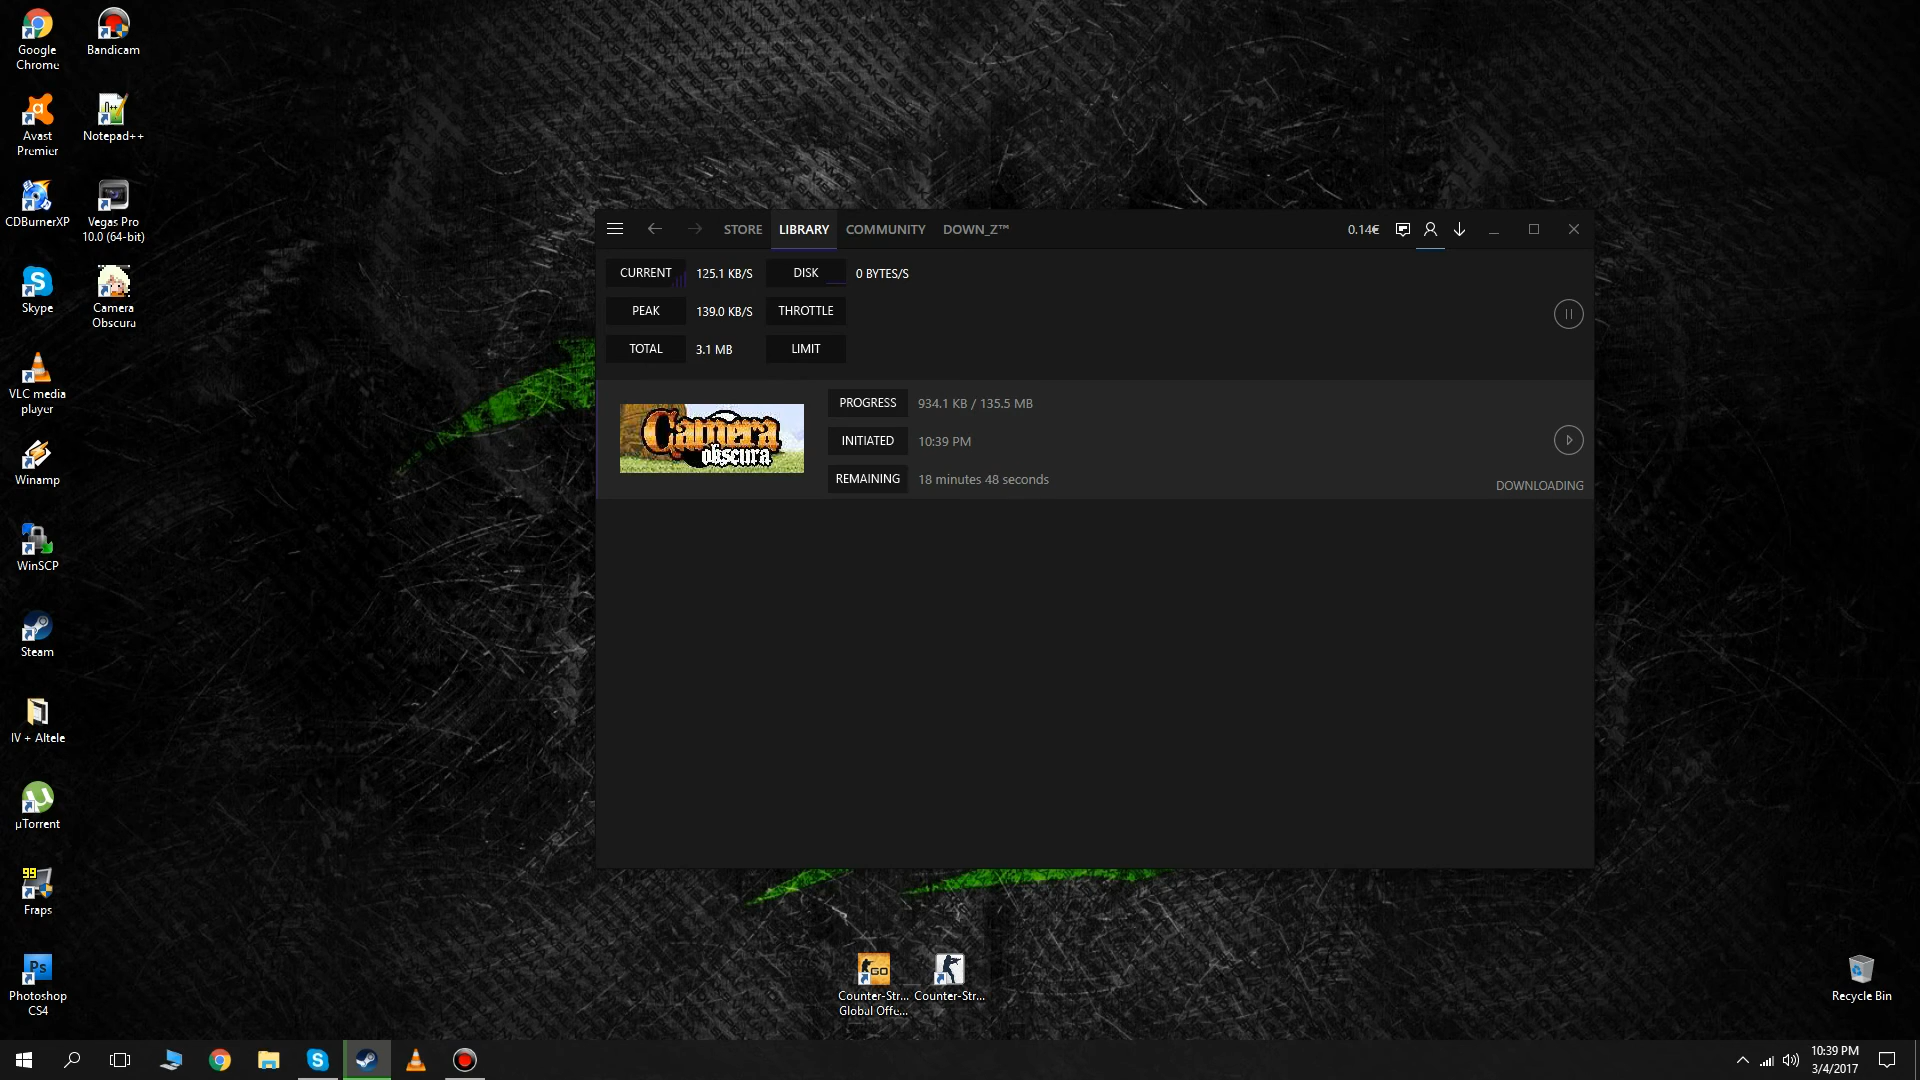 Google
Chrome
Bandicam
Avast
Premier
Notepad++
CDBurnerXP
Vegas Pro
10.0 (64-bit)
Skype
Camera
Obscura
VLC media
player
Winamp
WinSCP
Steam
IV + Altele
µTorrent
99
Fraps
Ps
Photoshop
CS4
STORE
LIBRARY
COMMUNITY
DOWN_Z™
0.14€
CURRENT 125.1 KB/S DISK 0 BYTES/S
PEAK 139.0 KB/S THROTTLE
TOTAL 3.1 MB LIMIT
Camera
obscura
PROGRESS 934.1 KB / 135.5 MB
INITIATED 10:39 PM
REMAINING 18 minutes 48 seconds
DOWNLOADING
GO
Counter-Str...
Global Offe...
Counter-Str...
Recycle Bin
10:39 PM
3/4/2017